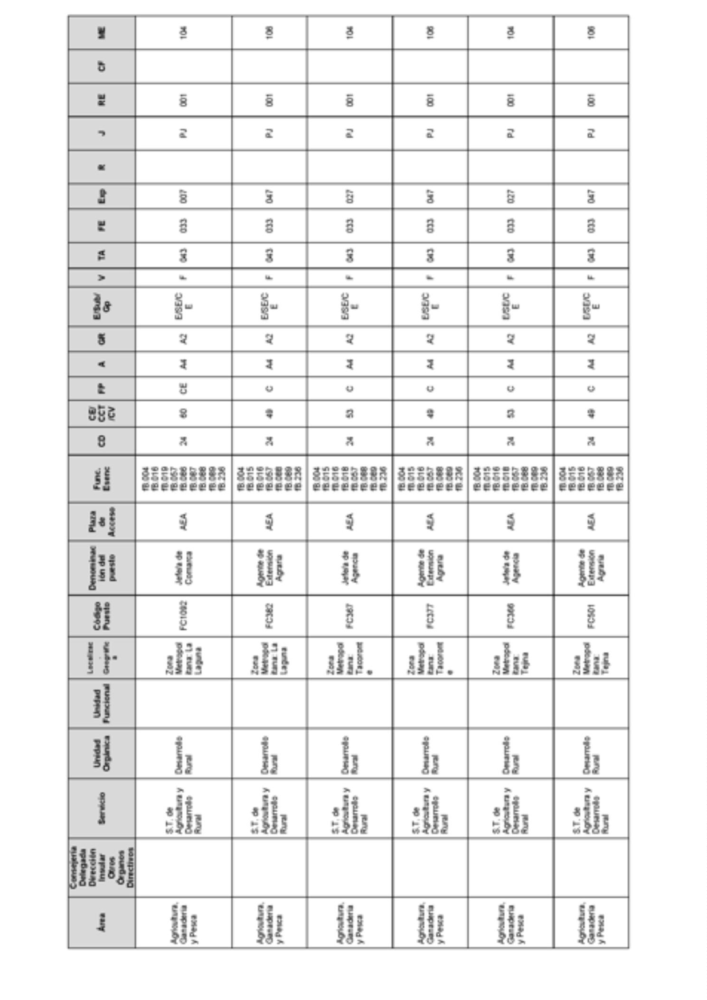 Área
Consejería
Delegada
Dirección
Insular
Otros
Órganos
Directivos
Servicio
Unidad
Orgánica
Unidad
Funcional
Localizac
.
Geográfic
a
Código
Puesto
Denominac
ión del
puesto
Plaza
de
Acceso
Func.
Esenc
CD
CE/
CCT
/CV
FP
A
GR
E/Sub/
Gp
V
TA
FE
Exp
R
J
RE
CF
ME
Agricultura,
Ganadería
y Pesca
S.T. de
Agricultura y
Desarrollo
Rural
Desarrollo
Rural
Zona
Metropol
itana: La
Laguna
FC1092
Jefe/a de
Comarca
AEA
fB.004
fB.016
fB.019
fB.057
fB.086
fB.087
fB.088
fB.089
fB.236
24
60
CE
A4
A2
E/SE/C
E
F
043
033
007
PJ
001
104
Agricultura,
Ganadería
y Pesca
S.T. de
Agricultura y
Desarrollo
Rural
Desarrollo
Rural
Zona
Metropol
itana: La
Laguna
FC382
Agente de
Extensión
Agraria
AEA
fB.004
fB.015
fB.016
fB.057
fB.088
fB.089
fB.236
24
49
C
A4
A2
E/SE/C
E
F
043
033
047
PJ
001
106
Agricultura,
Ganadería
y Pesca
S.T. de
Agricultura y
Desarrollo
Rural
Desarrollo
Rural
Zona
Metropol
itana:
Tacoront
e
FC367
Jefe/a de
Agencia
AEA
fB.004
fB.015
fB.016
fB.018
fB.057
fB.088
fB.089
fB.236
24
53
C
A4
A2
E/SE/C
E
F
043
033
027
PJ
001
104
Agricultura,
Ganadería
y Pesca
S.T. de
Agricultura y
Desarrollo
Rural
Desarrollo
Rural
Zona
Metropol
itana:
Tacoront
e
FC377
Agente de
Extensión
Agraria
AEA
fB.004
fB.015
fB.016
fB.057
fB.088
fB.089
fB.236
24
49
C
A4
A2
E/SE/C
E
F
043
033
047
PJ
001
106
Agricultura,
Ganadería
y Pesca
S.T. de
Agricultura y
Desarrollo
Rural
Desarrollo
Rural
Zona
Metropol
itana:
Tejina
FC366
Jefe/a de
Agencia
AEA
fB.004
fB.015
fB.016
fB.018
fB.057
fB.088
fB.089
fB.236
24
53
C
A4
A2
E/SE/C
E
F
043
033
027
PJ
001
104
Agricultura,
Ganadería
y Pesca
S.T. de
Agricultura y
Desarrollo
Rural
Desarrollo
Rural
Zona
Metropol
itana:
Tejina
FC501
Agente de
Extensión
Agraria
AEA
fB.004
fB.015
fB.016
fB.057
fB.088
fB.089
fB.236
24
49
C
A4
A2
E/SE/C
E
F
043
033
047
PJ
001
106